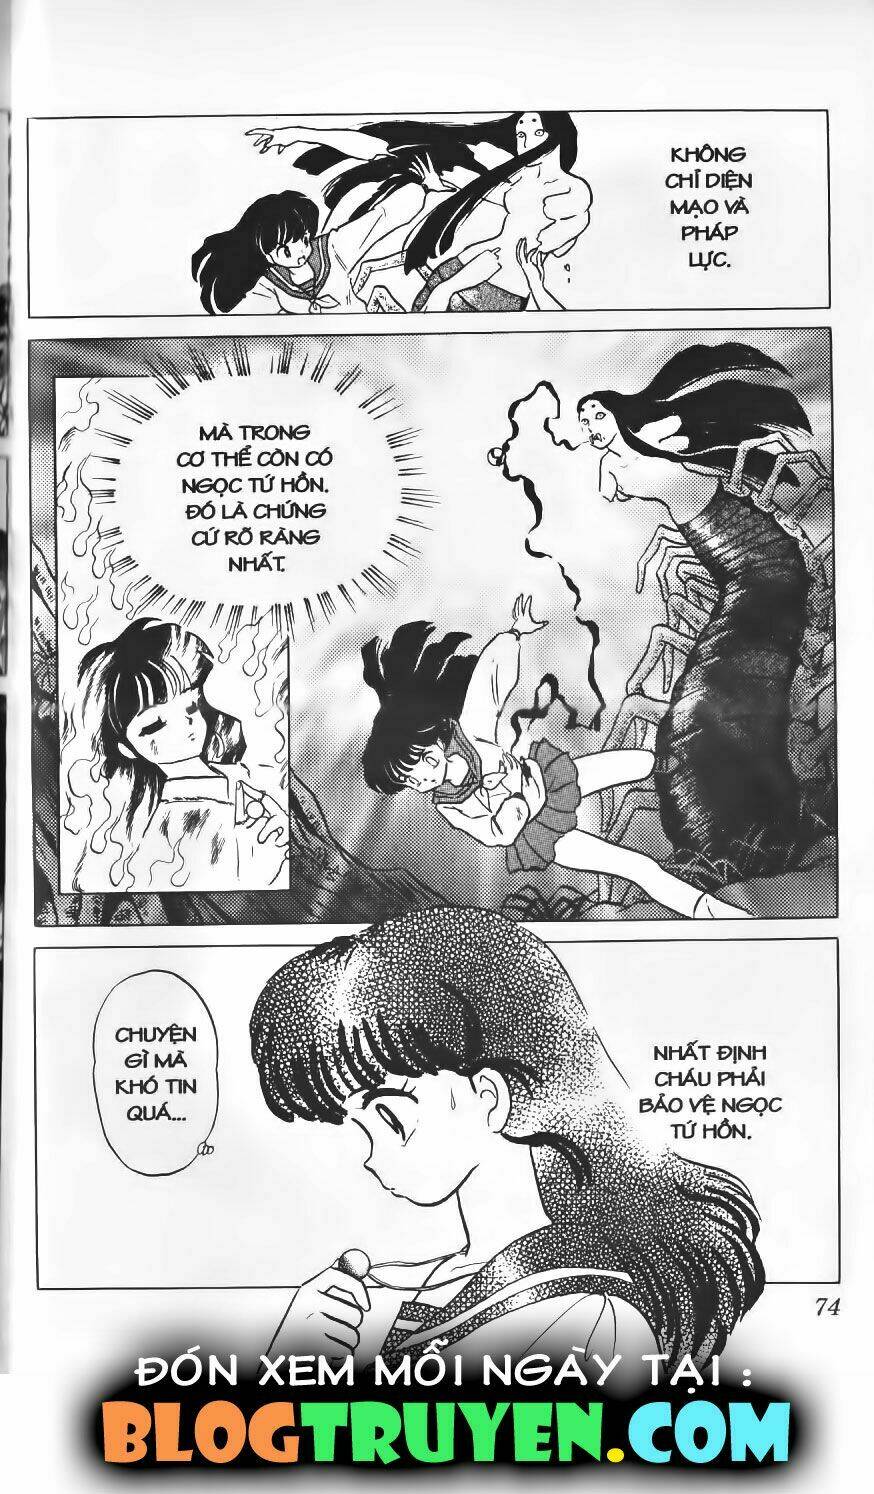 KHÔNG
CHỈ DIỆN
MẠO VÀ
PHÁP
LỰC.
MÀ TRONG
CƠ THỂ CÒN CÓ
NGỌC TỨ HỒN.
ĐÓ LÀ CHỨNG
CỨ RÕ RÀNG
NHẤT.
CHUYỆN
GÌ MÀ
KHÓ TIN
QUÁ...
NHẤT ĐỊNH
CHÁU PHẢI
BẢO VỆ NGỌC
TỨ HỒN.
74
ĐÓN XEM MỖI NGÀY TẠI :
BLOGTRUYEN.COM